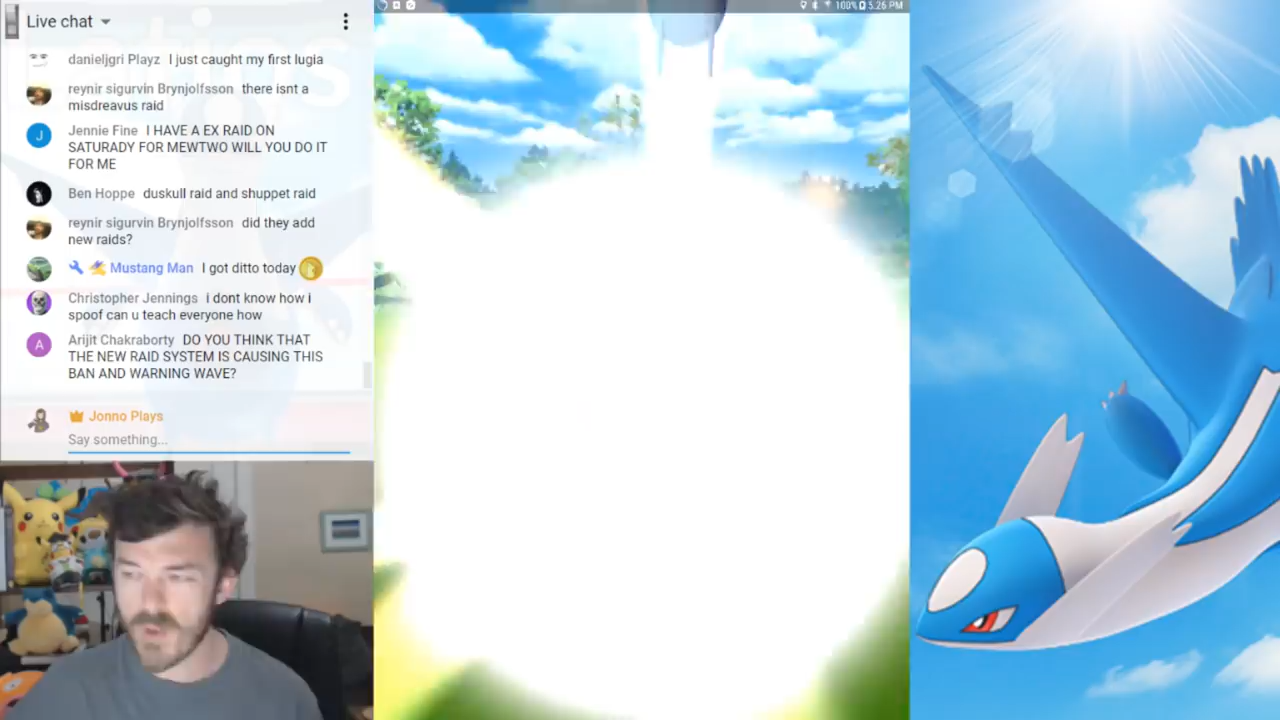 Live chat
100% 5:26 PM
danieljgri Playz I just caught my first lugia
reynir sigurvin Brynjolfsson there isnt a
misdreavus raid
J Jennie Fine I HAVE A EX RAID ON
SATURADY FOR MEWTWO WILL YOU DO IT
FOR ME
Ben Hoppe duskull raid and shuppet raid
reynir sigurvin Brynjolfsson did they add
new raids?
Mustang Man I got ditto today
Christopher Jennings i dont know how i
spoof can u teach everyone how
A Arijit Chakraborty DO YOU THINK THAT
THE NEW RAID SYSTEM IS CAUSING THIS
BAN AND WARNING WAVE?
Jonno Plays
Say something...